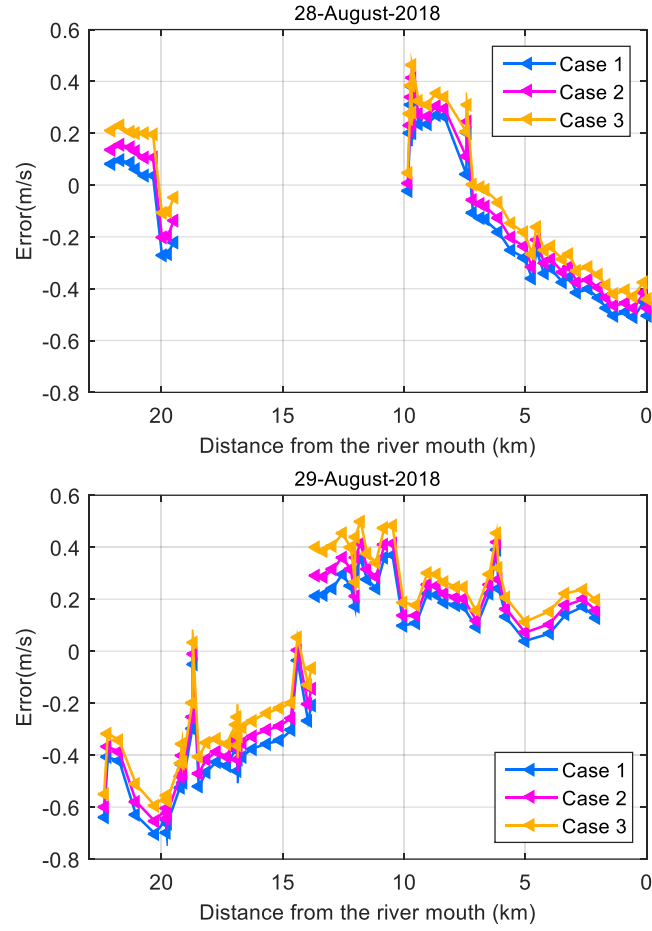 28-August-2018
0.6
0.4
0.2
0
-0.2
-0.4
-0.6
-0.8
Error(m/s)
Case 1
Case 2
Case 3
20 15 10 5 0
Distance from the river mouth (km)
29-August-2018
0.6
0.4
0.2
0
-0.2
-0.4
-0.6
-0.8
Error(m/s)
Case 1
Case 2
Case 3
20 15 10 5 0
Distance from the river mouth (km)